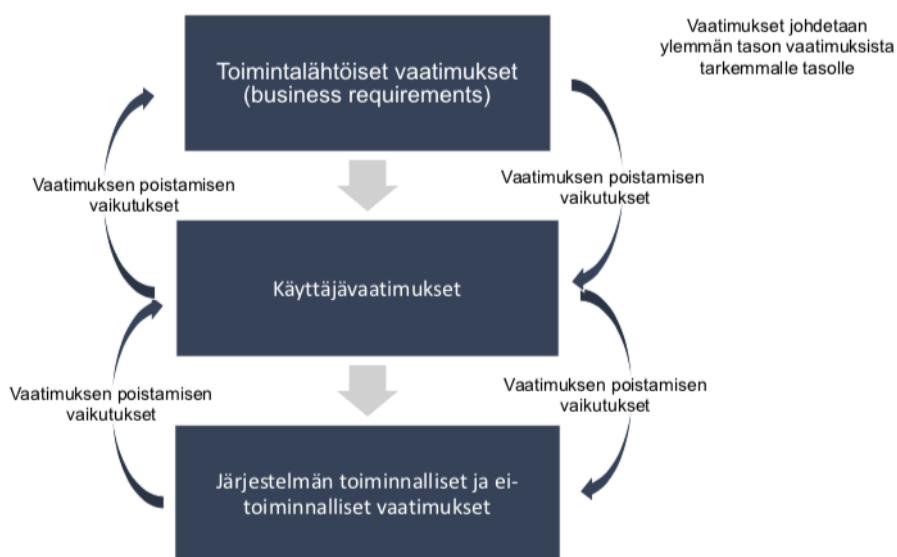 Vaatimukset johdetaan
ylemmän tason vaatimuksista
tarkemmalle tasolle
Toimintalähtöiset vaatimukset
(business requirements)
Vaatimuksen poistamisen
vaikutukset
Vaatimuksen poistamisen
vaikutukset
Käyttäjävaatimukset
Vaatimuksen poistamisen
vaikutukset
Vaatimuksen poistamisen
vaikutukset
Järjestelmän toiminnalliset ja ei-
toiminnalliset vaatimukset